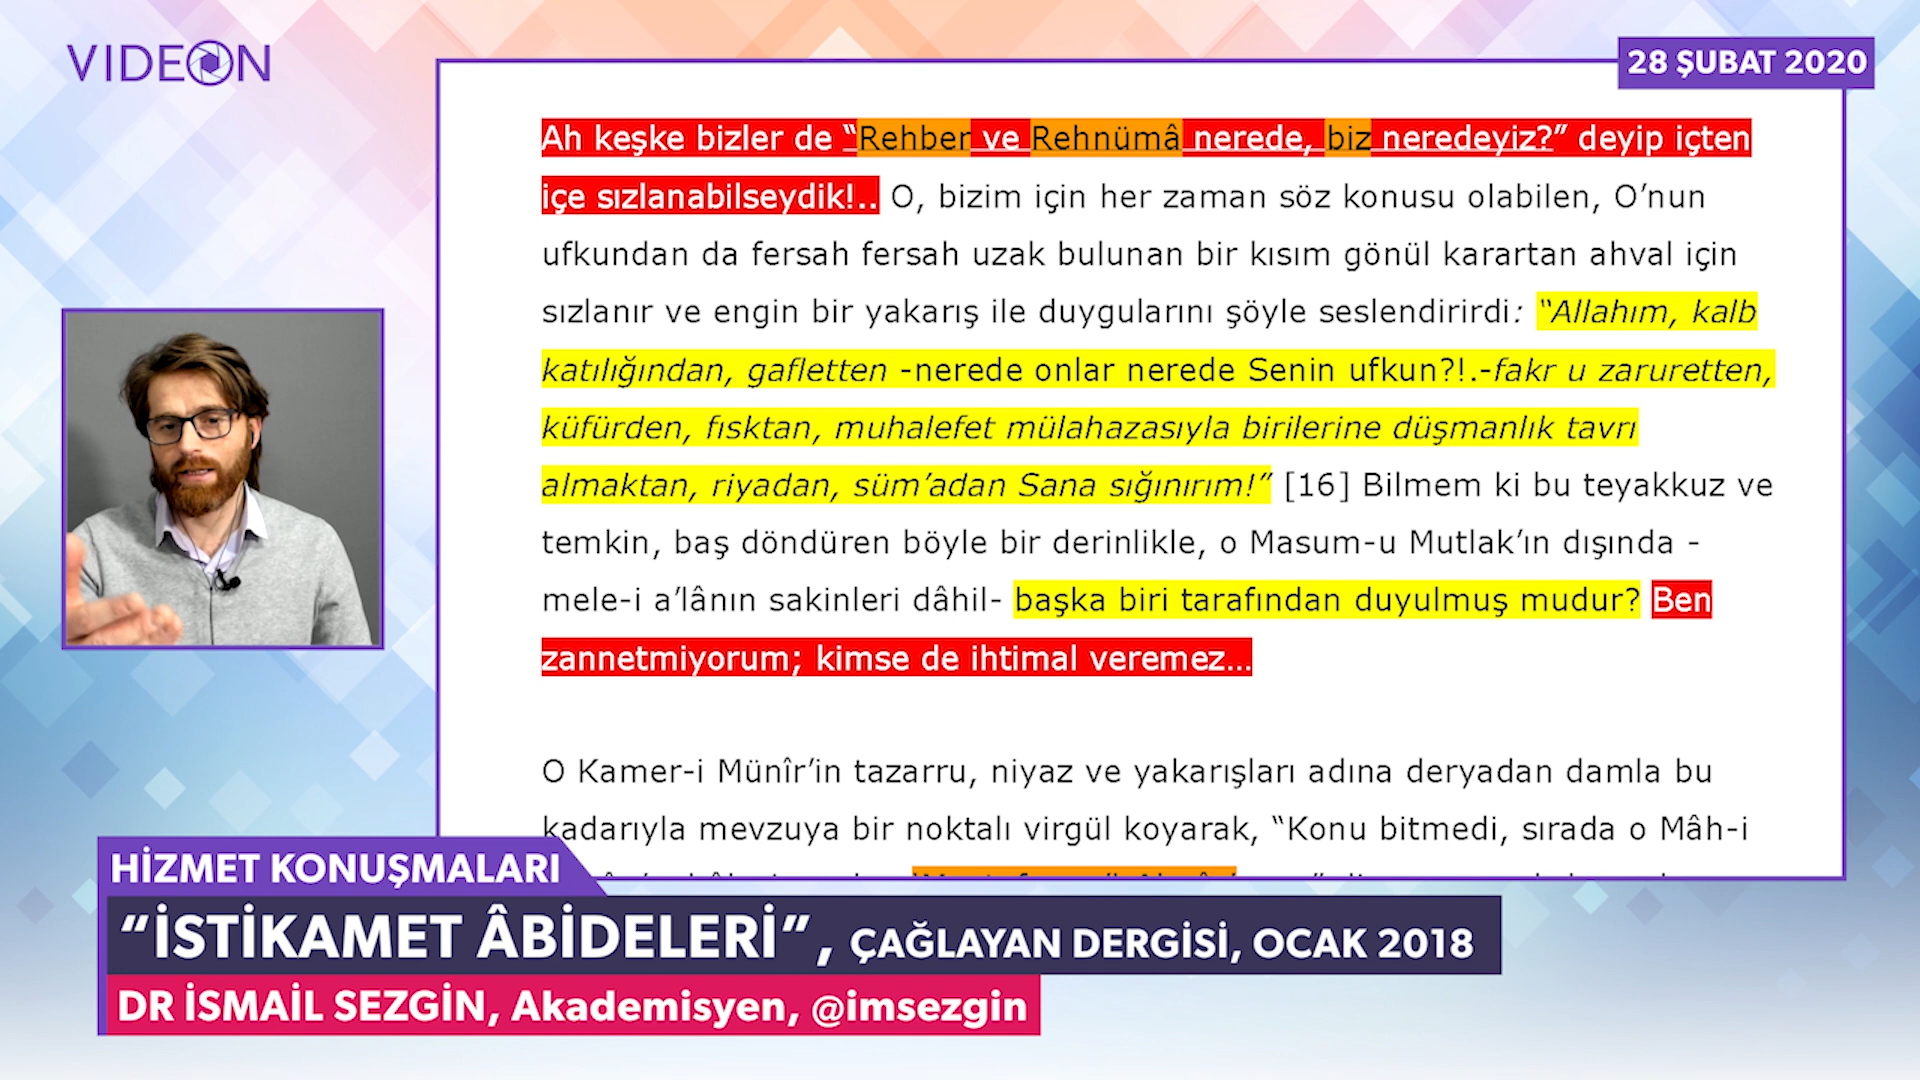 VIDEON
28 ŞUBAT 2020
Ah keşke bizler de “Rehber ve Rehnümâ nerede, biz neredeyiz?” deyip içten
içe sızlanabilseydik!.. O, bizim için her zaman söz konusu olabilen, O’nun
ufkundan da fersah fersah uzak bulunan bir kısım gönül karartan ahval için
sızlanır ve engin bir yakarış ile duygularını şöyle seslendirirdi: “Allahım, kalb
katılığından, gafletten -nerede onlar nerede Senin ufkun?!.-fakr u zaruretten,
küfürden, fısktan, muhalefet mülahazasıyla birilerine düşmanlık tavrı
almaktan, riyadan, süm’adan Sana sığınırım!” [16] Bilmem ki bu teyakkuz ve
temkin, baş döndüren böyle bir derinlikle, o Masum-u Mutlak’ın dışında -
mele-i a’lânın sakinleri dâhil- başka biri tarafından duyulmuş mudur? Ben
zannetmiyorum; kimse de ihtimal veremez...
O Kamer-i Münîr’in tazarru, niyaz ve yakarışları adına deryadan damla bu
kadarıyla mevzuya bir noktalı virgül koyarak, “Konu bitmedi, sırada o Mâh-i
HİZMET KONUŞMALARI
“İSTİKAMET ÂBİDELERİ”, ÇAĞLAYAN DERGİSİ, OCAK 2018
DR İSMAİL SEZGİN, Akademisyen, @imsezgin